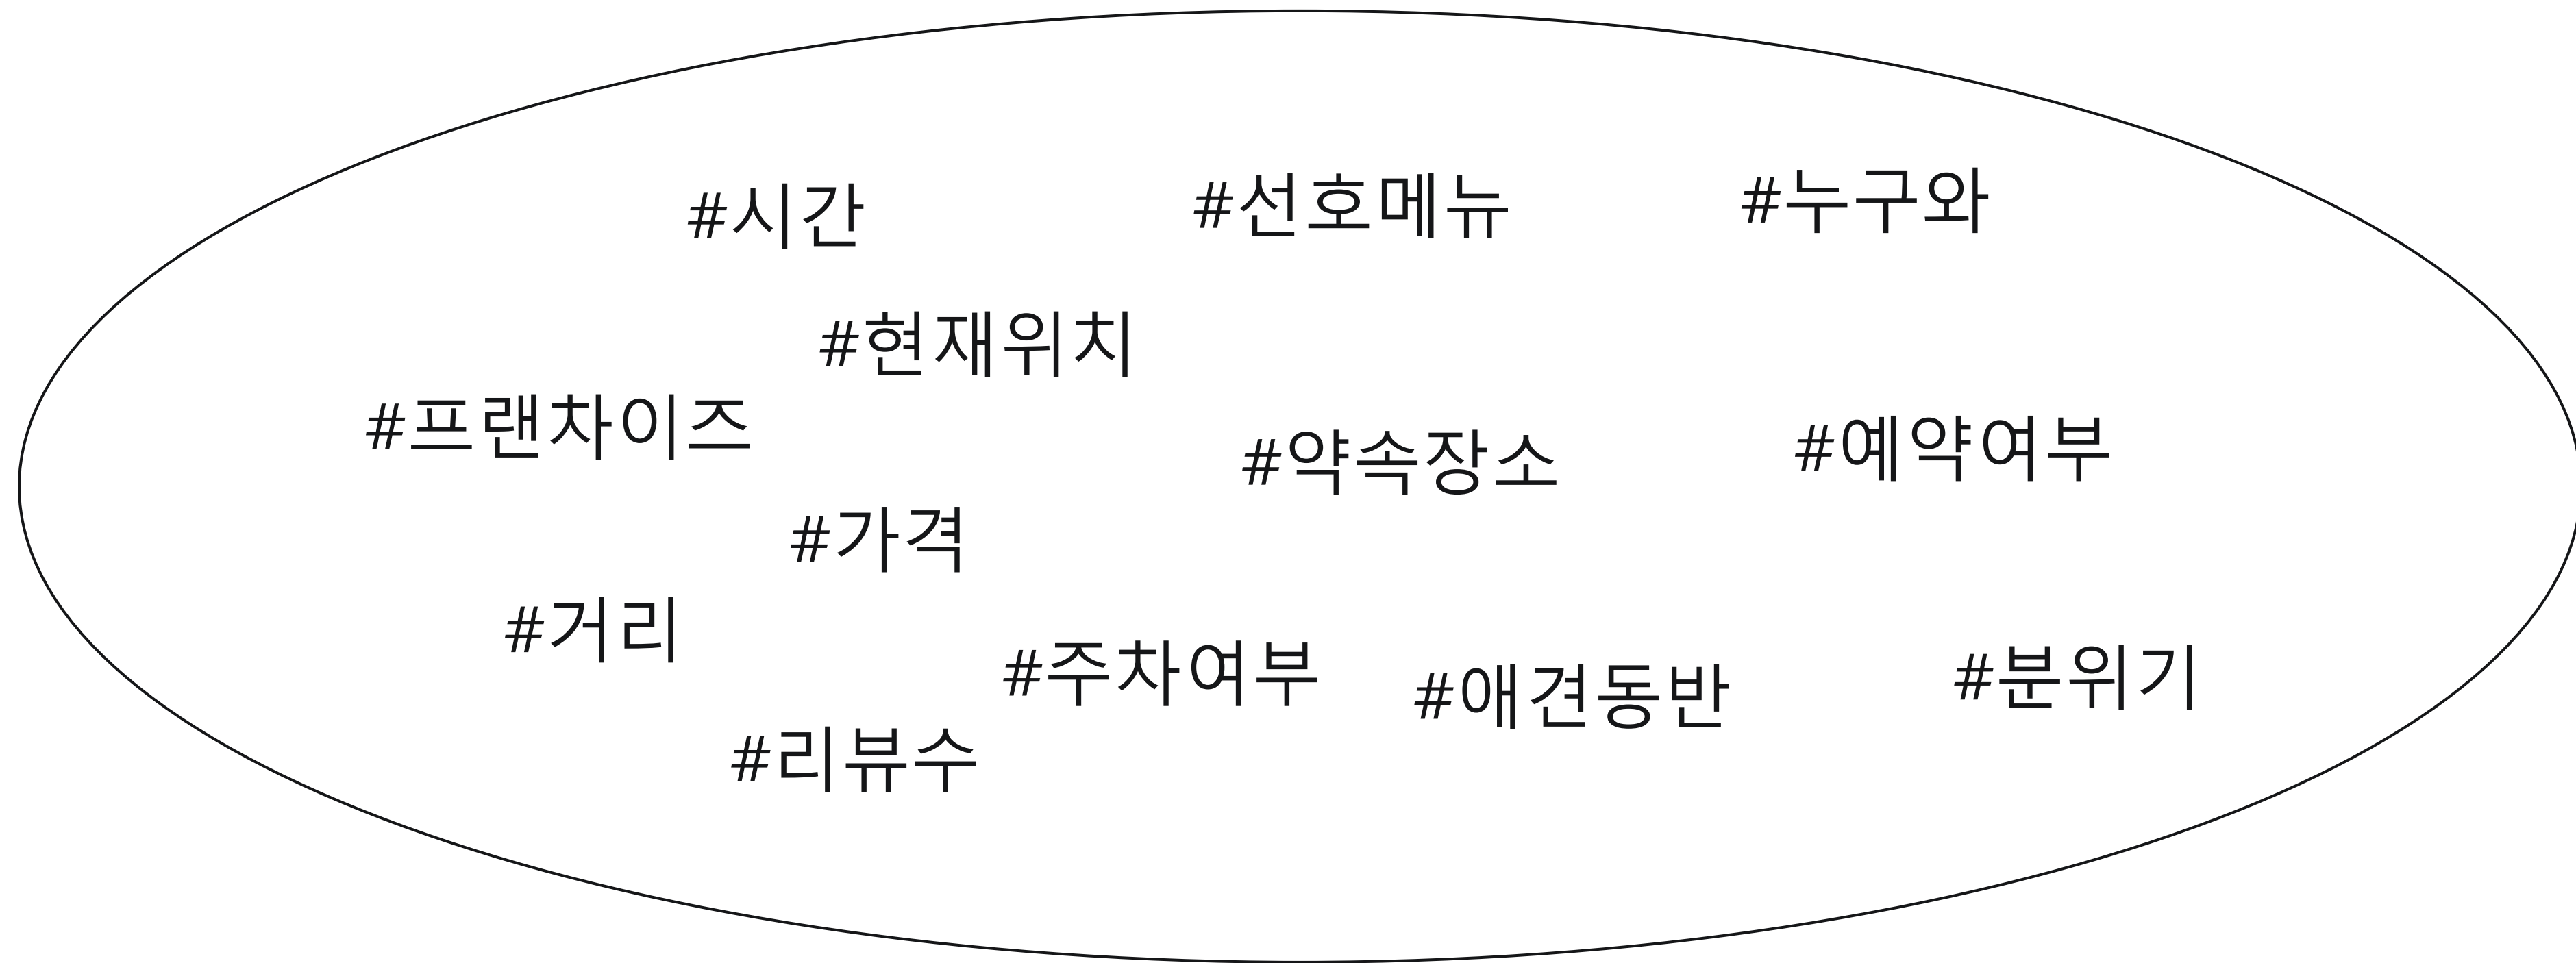 #시간
#선호메뉴
#누구와
#현재위치
#프랜차이즈
#약속장소
#예약여부
#가격
#거리
#주차여부
#애견동반
#분위기
#리뷰수